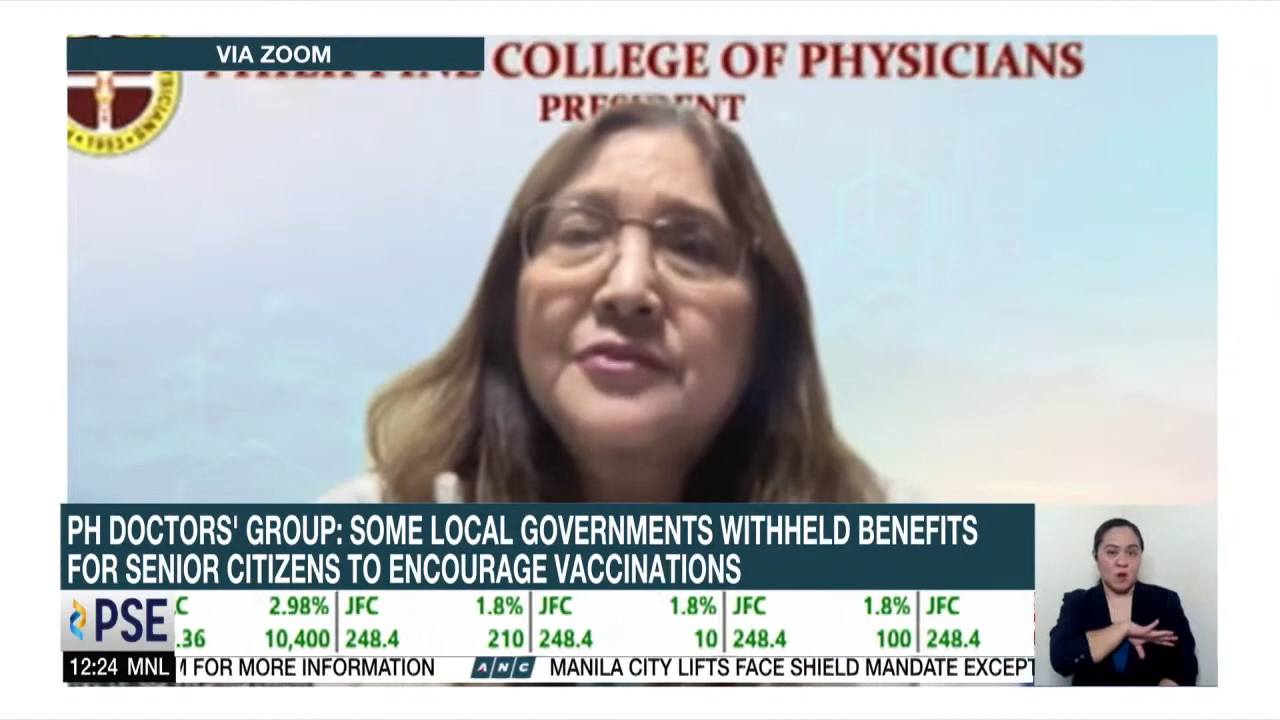 VIA ZOOM
COLLEGE OF PHYSICIANS
PRESIDENT
1953
PH DOCTORS' GROUP: SOME LOCAL GOVERNMENTS WITHHELD BENEFITS
FOR SENIOR CITIZENS TO ENCOURAGE VACCINATIONS
PSE
C 2.98% JFC 1.8% JFC 1.8% JFC 1.8% JFC
.36 10,400 248.4 210 248.4 10 248.4 100 248.4
12:24 MNL
FOR MORE INFORMATION ANC MANILA CITY LIFTS FACE SHIELD MANDATE EXCEPT